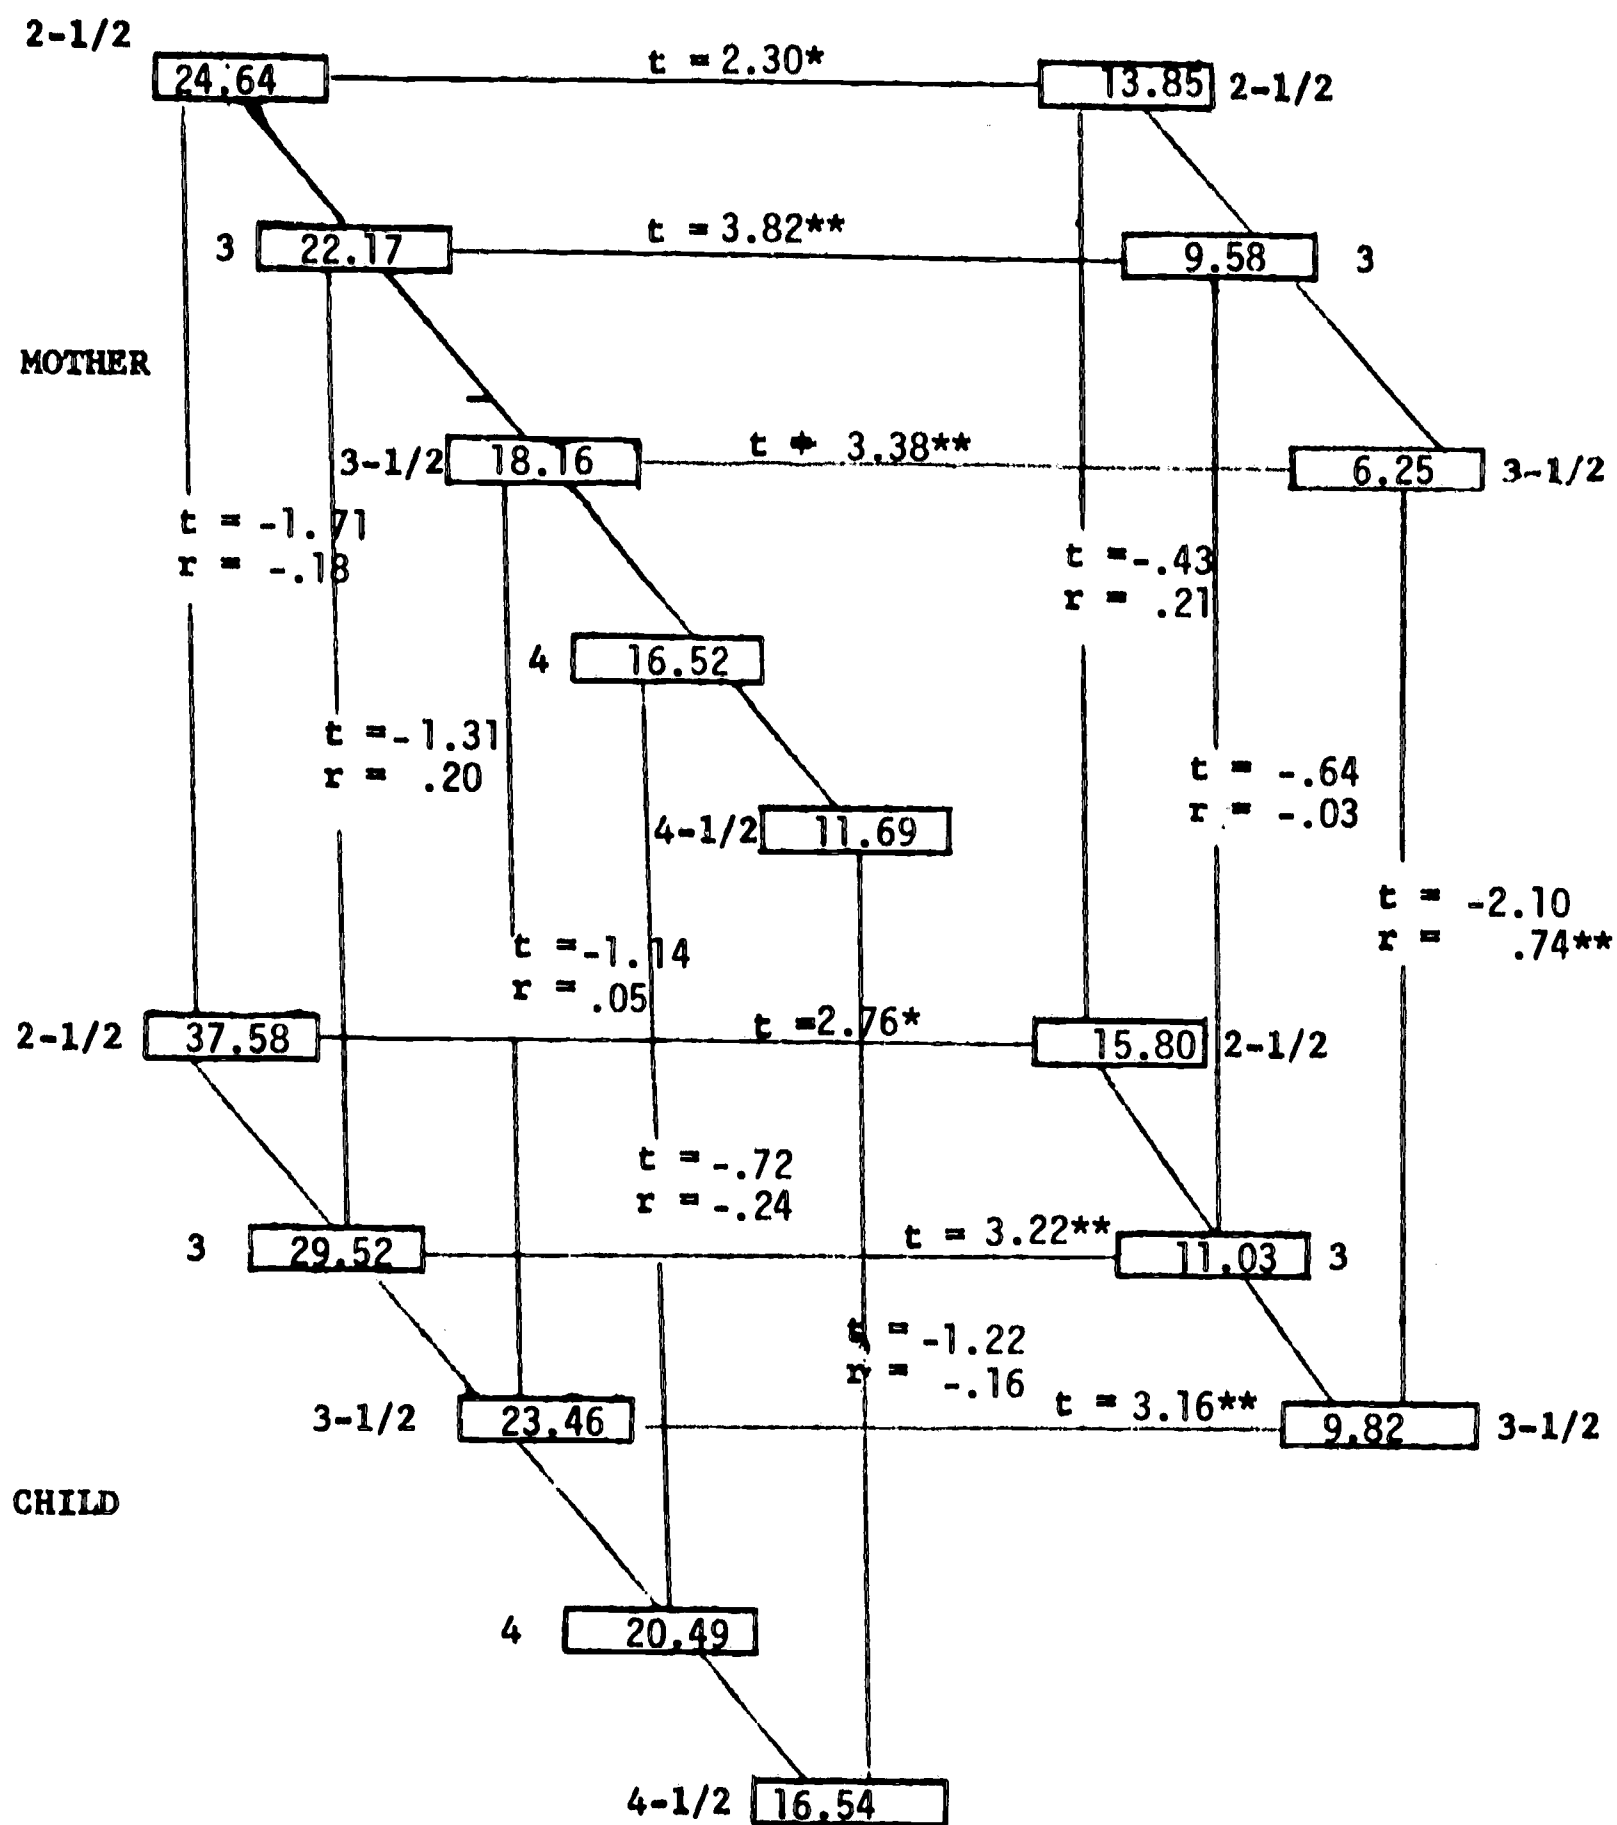 2-1/2
24.64 t = 2.30* 13.85 2-1/2
3 22.17 t = 3.82** 9.58 3
MOTHER
3-1/2 18.16 t = 3.38** 6.25 3-1/2
t = -1.71
r = -.18
t = -.43
r = .21
4 16.52
t = -1.31
r = .20
t = -.64
r = -.03
4-1/2 11.69
t = -2.10
r = .74**
t = -1.14
r = .05
2-1/2 37.58 t = 2.76* 15.80 2-1/2
t = -.72
r = -.24
3 29.52 t = 3.22** 11.03 3
t = -1.22
r = -.16
3-1/2 23.46 t = 3.16** 9.82 3-1/2
CHILD
4 20.49
4-1/2 16.54